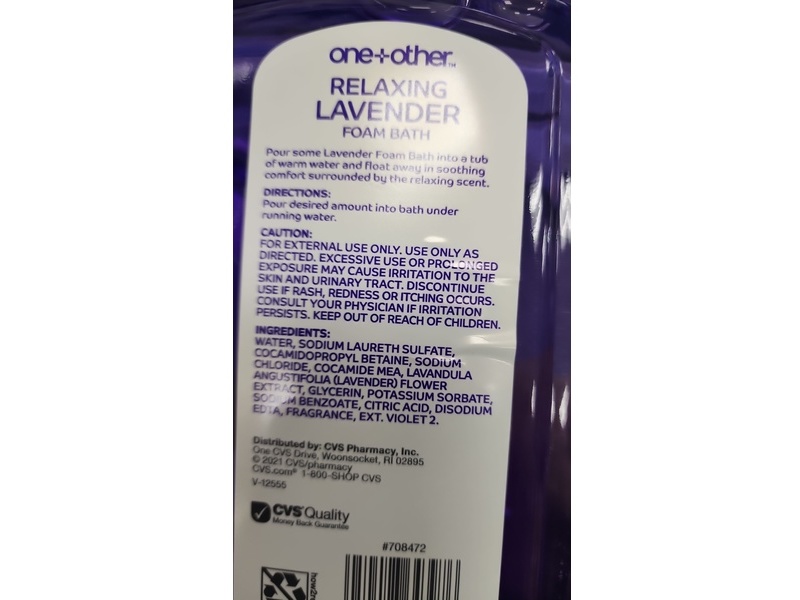 one+other™
RELAXING
LAVENDER
FOAM BATH
Pour some Lavender Foam Bath into a tub
of warm water and float away in soothing
comfort surrounded by the relaxing scent.
DIRECTIONS:
Pour desired amount into bath under
running water.
CAUTION:
FOR EXTERNAL USE ONLY. USE ONLY AS
DIRECTED. EXCESSIVE USE OR PROLONGED
EXPOSURE MAY CAUSE IRRITATION TO THE
SKIN AND URINARY TRACT. DISCONTINUE
USE IF RASH, REDNESS OR ITCHING OCCURS.
CONSULT YOUR PHYSICIAN IF IRRITATION
PERSISTS. KEEP OUT OF REACH OF CHILDREN.
INGREDIENTS:
WATER, SODIUM LAURETH SULFATE,
COCAMIDOPROPYL BETAINE, SODIUM
CHLORIDE, COCAMIDE MEA, LAVANDULA
ANGUSTIFOLIA (LAVENDER) FLOWER
EXTRACT, GLYCERIN, POTASSIUM SORBATE,
SODIUM BENZOATE, CITRIC ACID, DISODIUM
EDTA, FRAGRANCE, EXT. VIOLET 2.
Distributed by: CVS Pharmacy, Inc.
One CVS Drive, Woonsocket, RI 02895
© 2021 CVS/pharmacy
CVS.com® 1-800-SHOP CVS
V-12555
CVS Quality
Money Back Guarantee
#708472